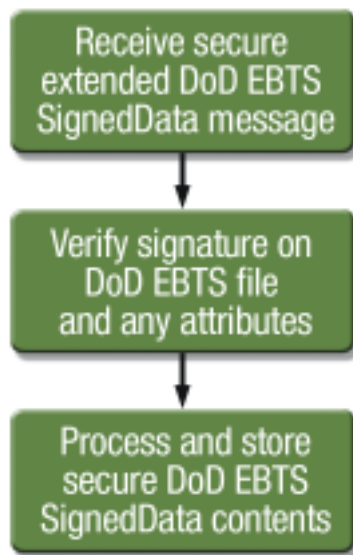 Receive secure
extended DoD EBTS
SignedData message
Verify signature on
DoD EBTS file
and any attributes
Process and store
secure DoD EBTS
SignedData contents